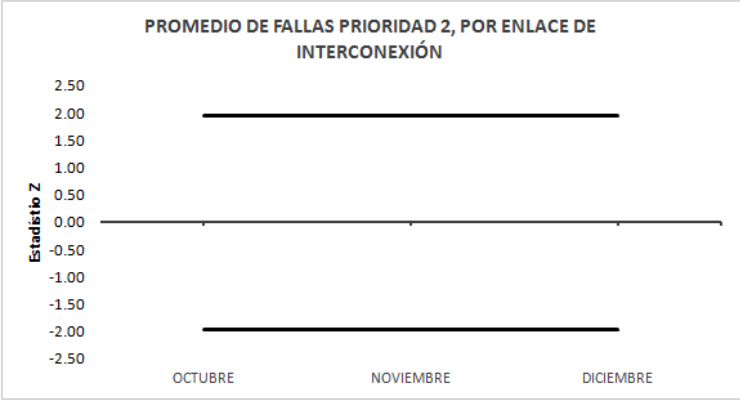 PROMEDIO DE FALLAS PRIORIDAD 2, POR ENLACE DE
INTERCONEXIÓN
2.50
2.00
1.50
1.00
0.50
0.00
-0.50
-1.00
-1.50
-2.00
-2.50
Estadístio Z
OCTUBRE
NOVIEMBRE
DICIEMBRE